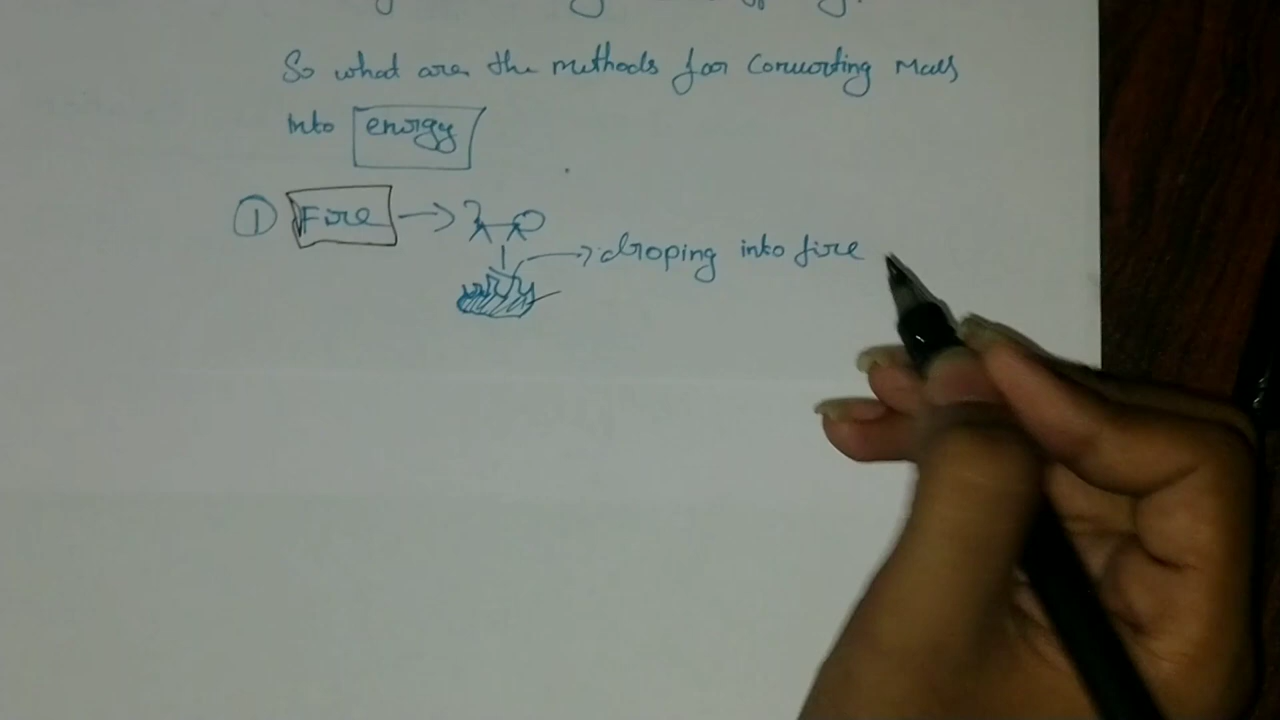 So what are the methods for converting mass
into energy
① Fire →
→ droping into fire